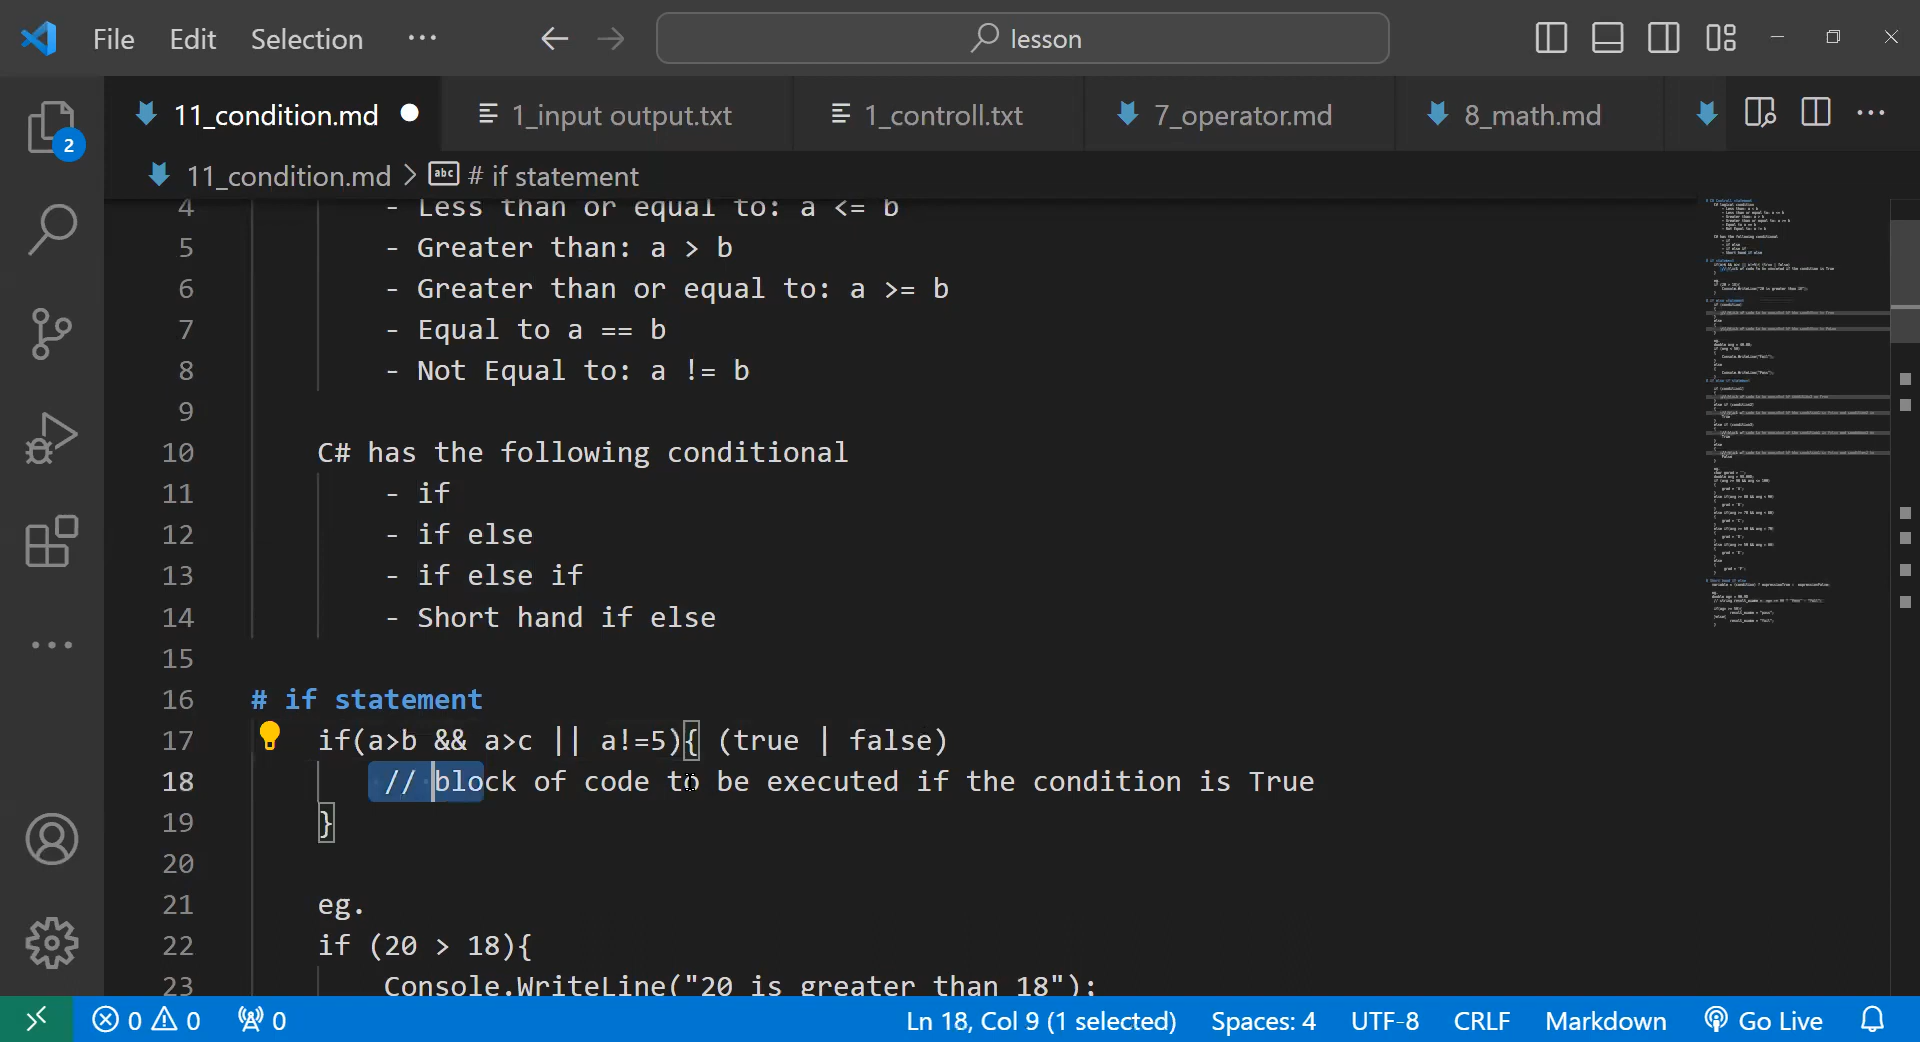 File Edit Selection ··· lesson
11_condition.md 1_input output.txt 1_controll.txt 7_operator.md 8_math.md
11_condition.md > # if statement
4 - Less than or equal to: a <= b
5 - Greater than: a > b
6 - Greater than or equal to: a >= b
7 - Equal to a == b
8 - Not Equal to: a != b
9
10 C# has the following conditional
11 - if
12 - if else
13 - if else if
14 - Short hand if else
15
16 # if statement
17 if(a>b && a>c || a!=5){ (true | false)
18 // block of code to be executed if the condition is True
19 }
20
21 eg.
22 if (20 > 18){
23 Console.WriteLine("20 is greater than 18");
2
0 0 0 Ln 18, Col 9 (1 selected) Spaces: 4 UTF-8 CRLF Markdown Go Live